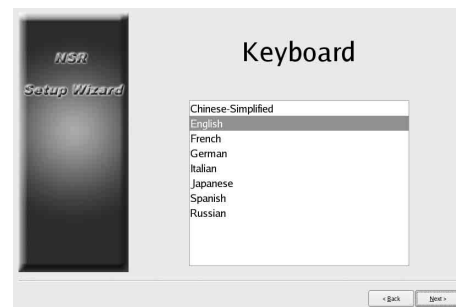 NSR
Setup Wizard
Keyboard
Chinese-Simplified
English
French
German
Italian
Japanese
Spanish
Russian
< Back
Next >